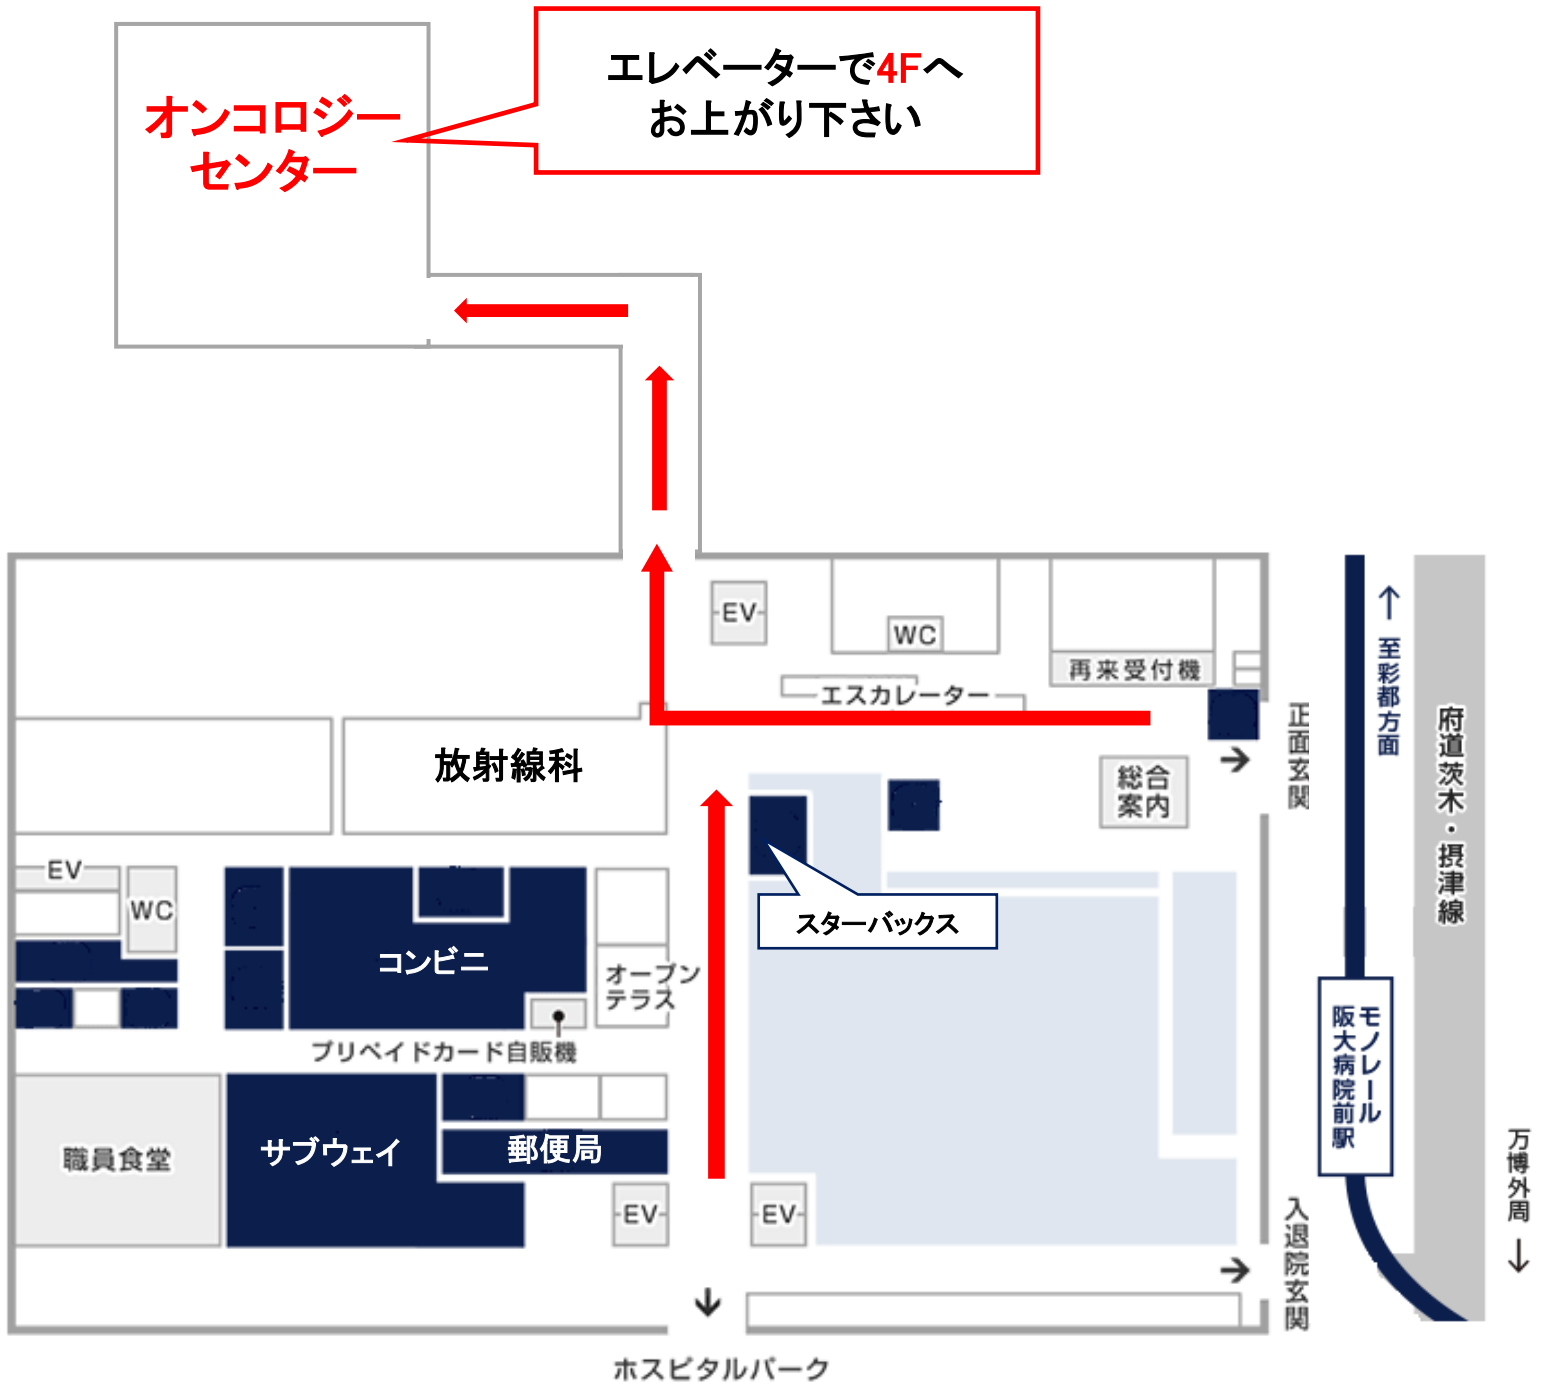 エレベーターで4Fへ
お上がり下さい
オンコロジー
センター
EV
WC
再来受付機
エスカレーター
正面玄関
↑ 至彩都方面
府道茨木・摂津線
放射線科
総合
案内
EV
WC
スターバックス
コンビニ
オープン
テラス
プリペイドカード自販機
モノレール
阪大病院前駅
職員食堂
サブウェイ
郵便局
EV
EV
入退院玄関
万博外周 ↓
ホスピタルパーク